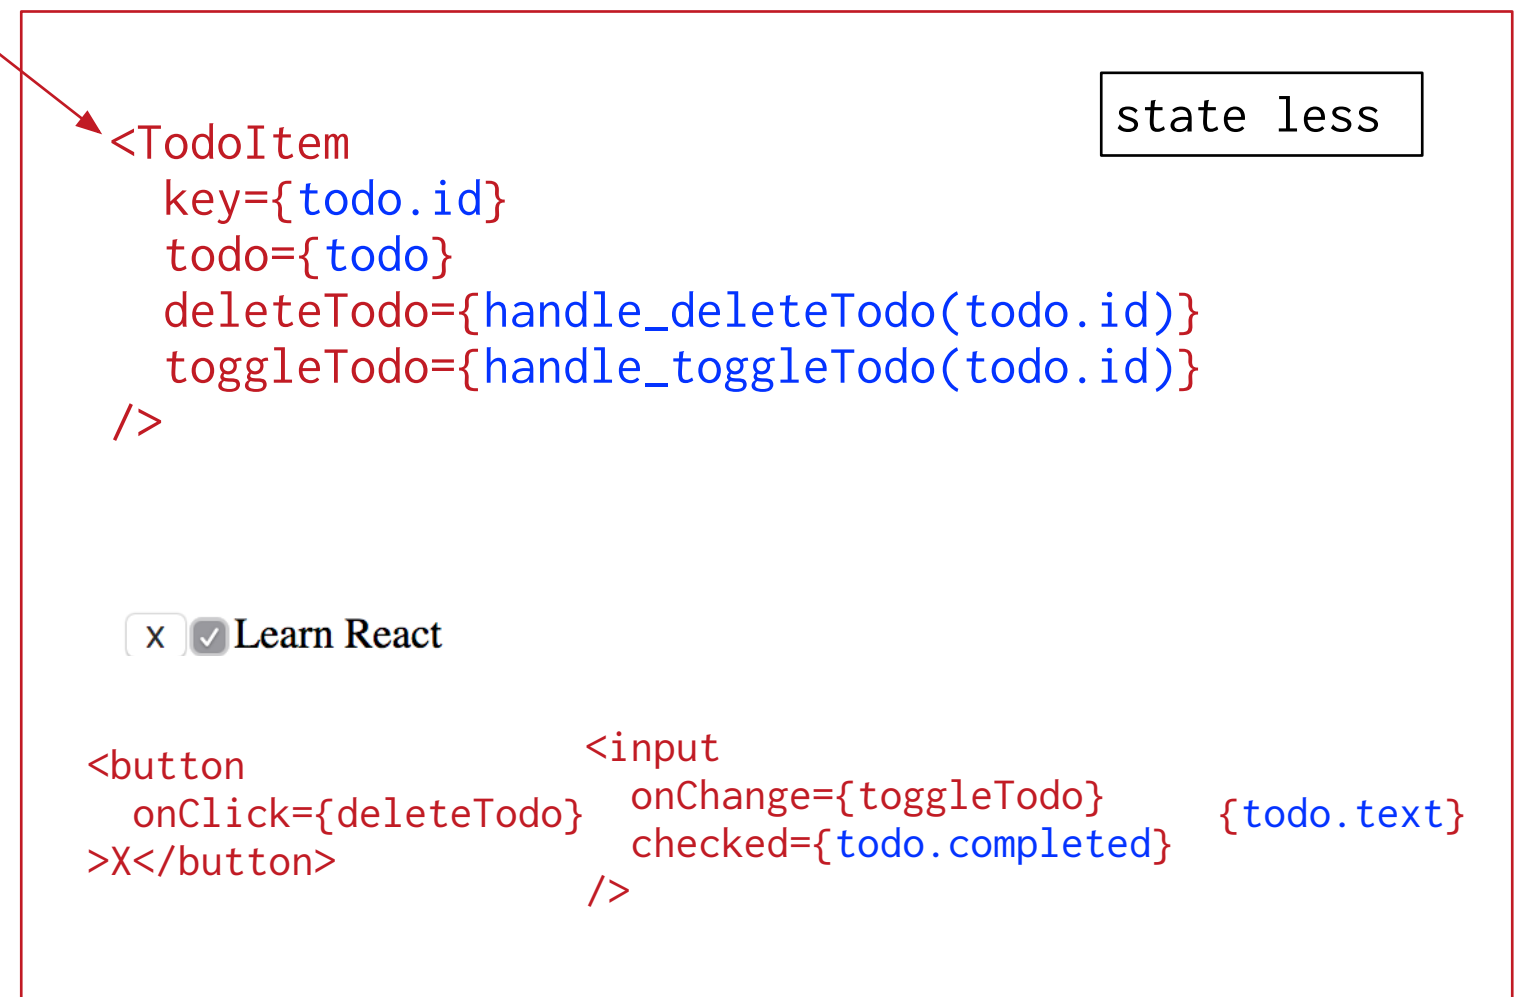 state less
<TodoItem
  key={todo.id}
  todo={todo}
  deleteTodo={handle_deleteTodo(todo.id)}
  toggleTodo={handle_toggleTodo(todo.id)}
/>
X Learn React
<button
  onClick={deleteTodo}
>X</button>
<input
  onChange={toggleTodo}
  checked={todo.completed}
/>
{todo.text}